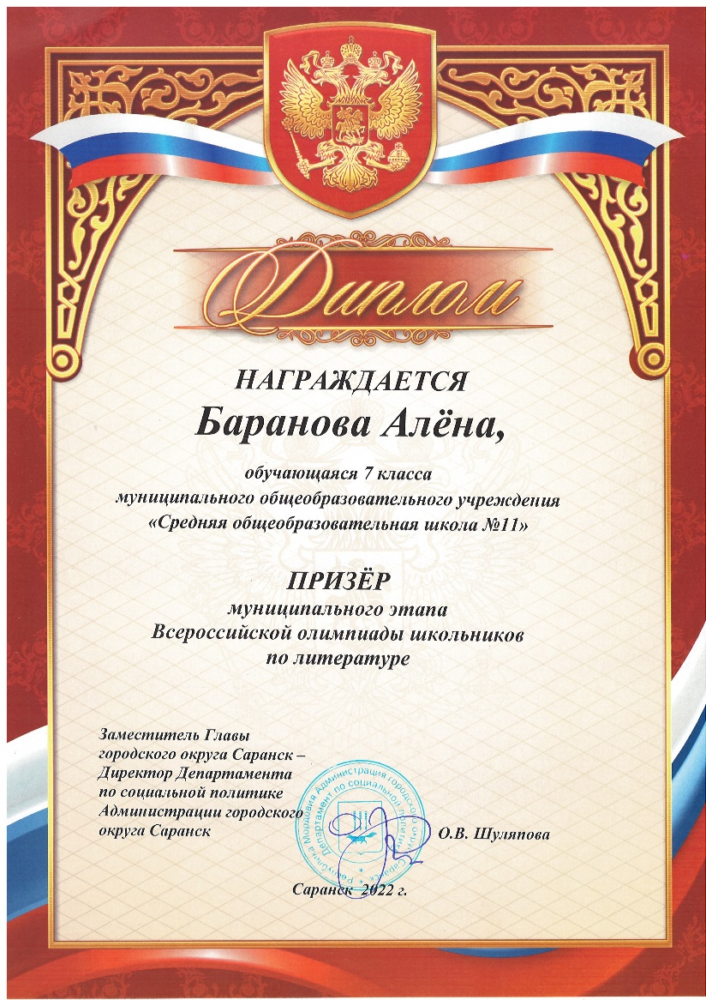 Диплом
НАГРАЖДАЕТСЯ
Баранова Алёна,
обучающаяся 7 класса
муниципального общеобразовательного учреждения
«Средняя общеобразовательная школа №11»
ПРИЗЁР
муниципального этапа
Всероссийской олимпиады школьников
по литературе
Заместитель Главы
городского округа Саранск –
Директор Департамента
по социальной политике
Администрации городского
округа Саранск
О.В. Шуляпова
Республика Мордовия Администрация городского округа Саранск
Департамент по социальной политике
Саранск 2022 г.